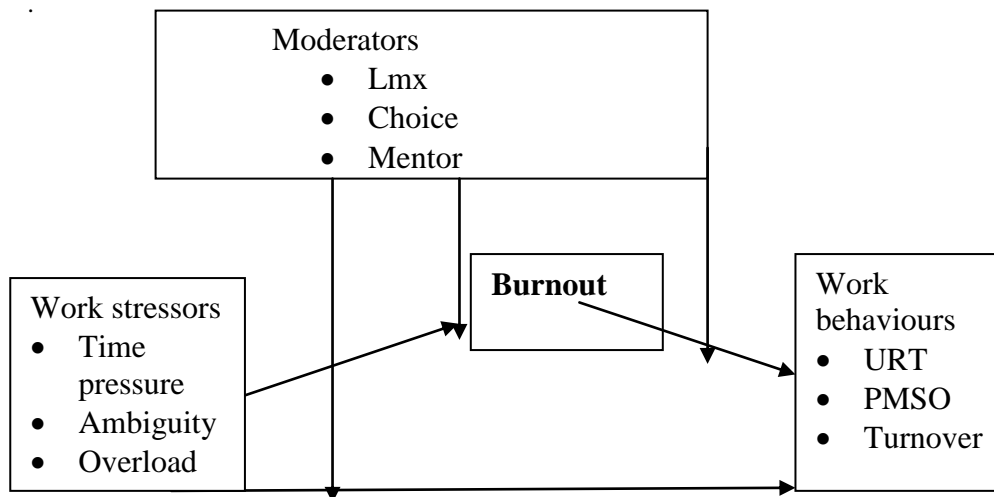 Moderators
• Lmx
• Choice
• Mentor
Burnout
Work stressors
• Time
pressure
• Ambiguity
• Overload
Work
behaviours
• URT
• PMSO
• Turnover